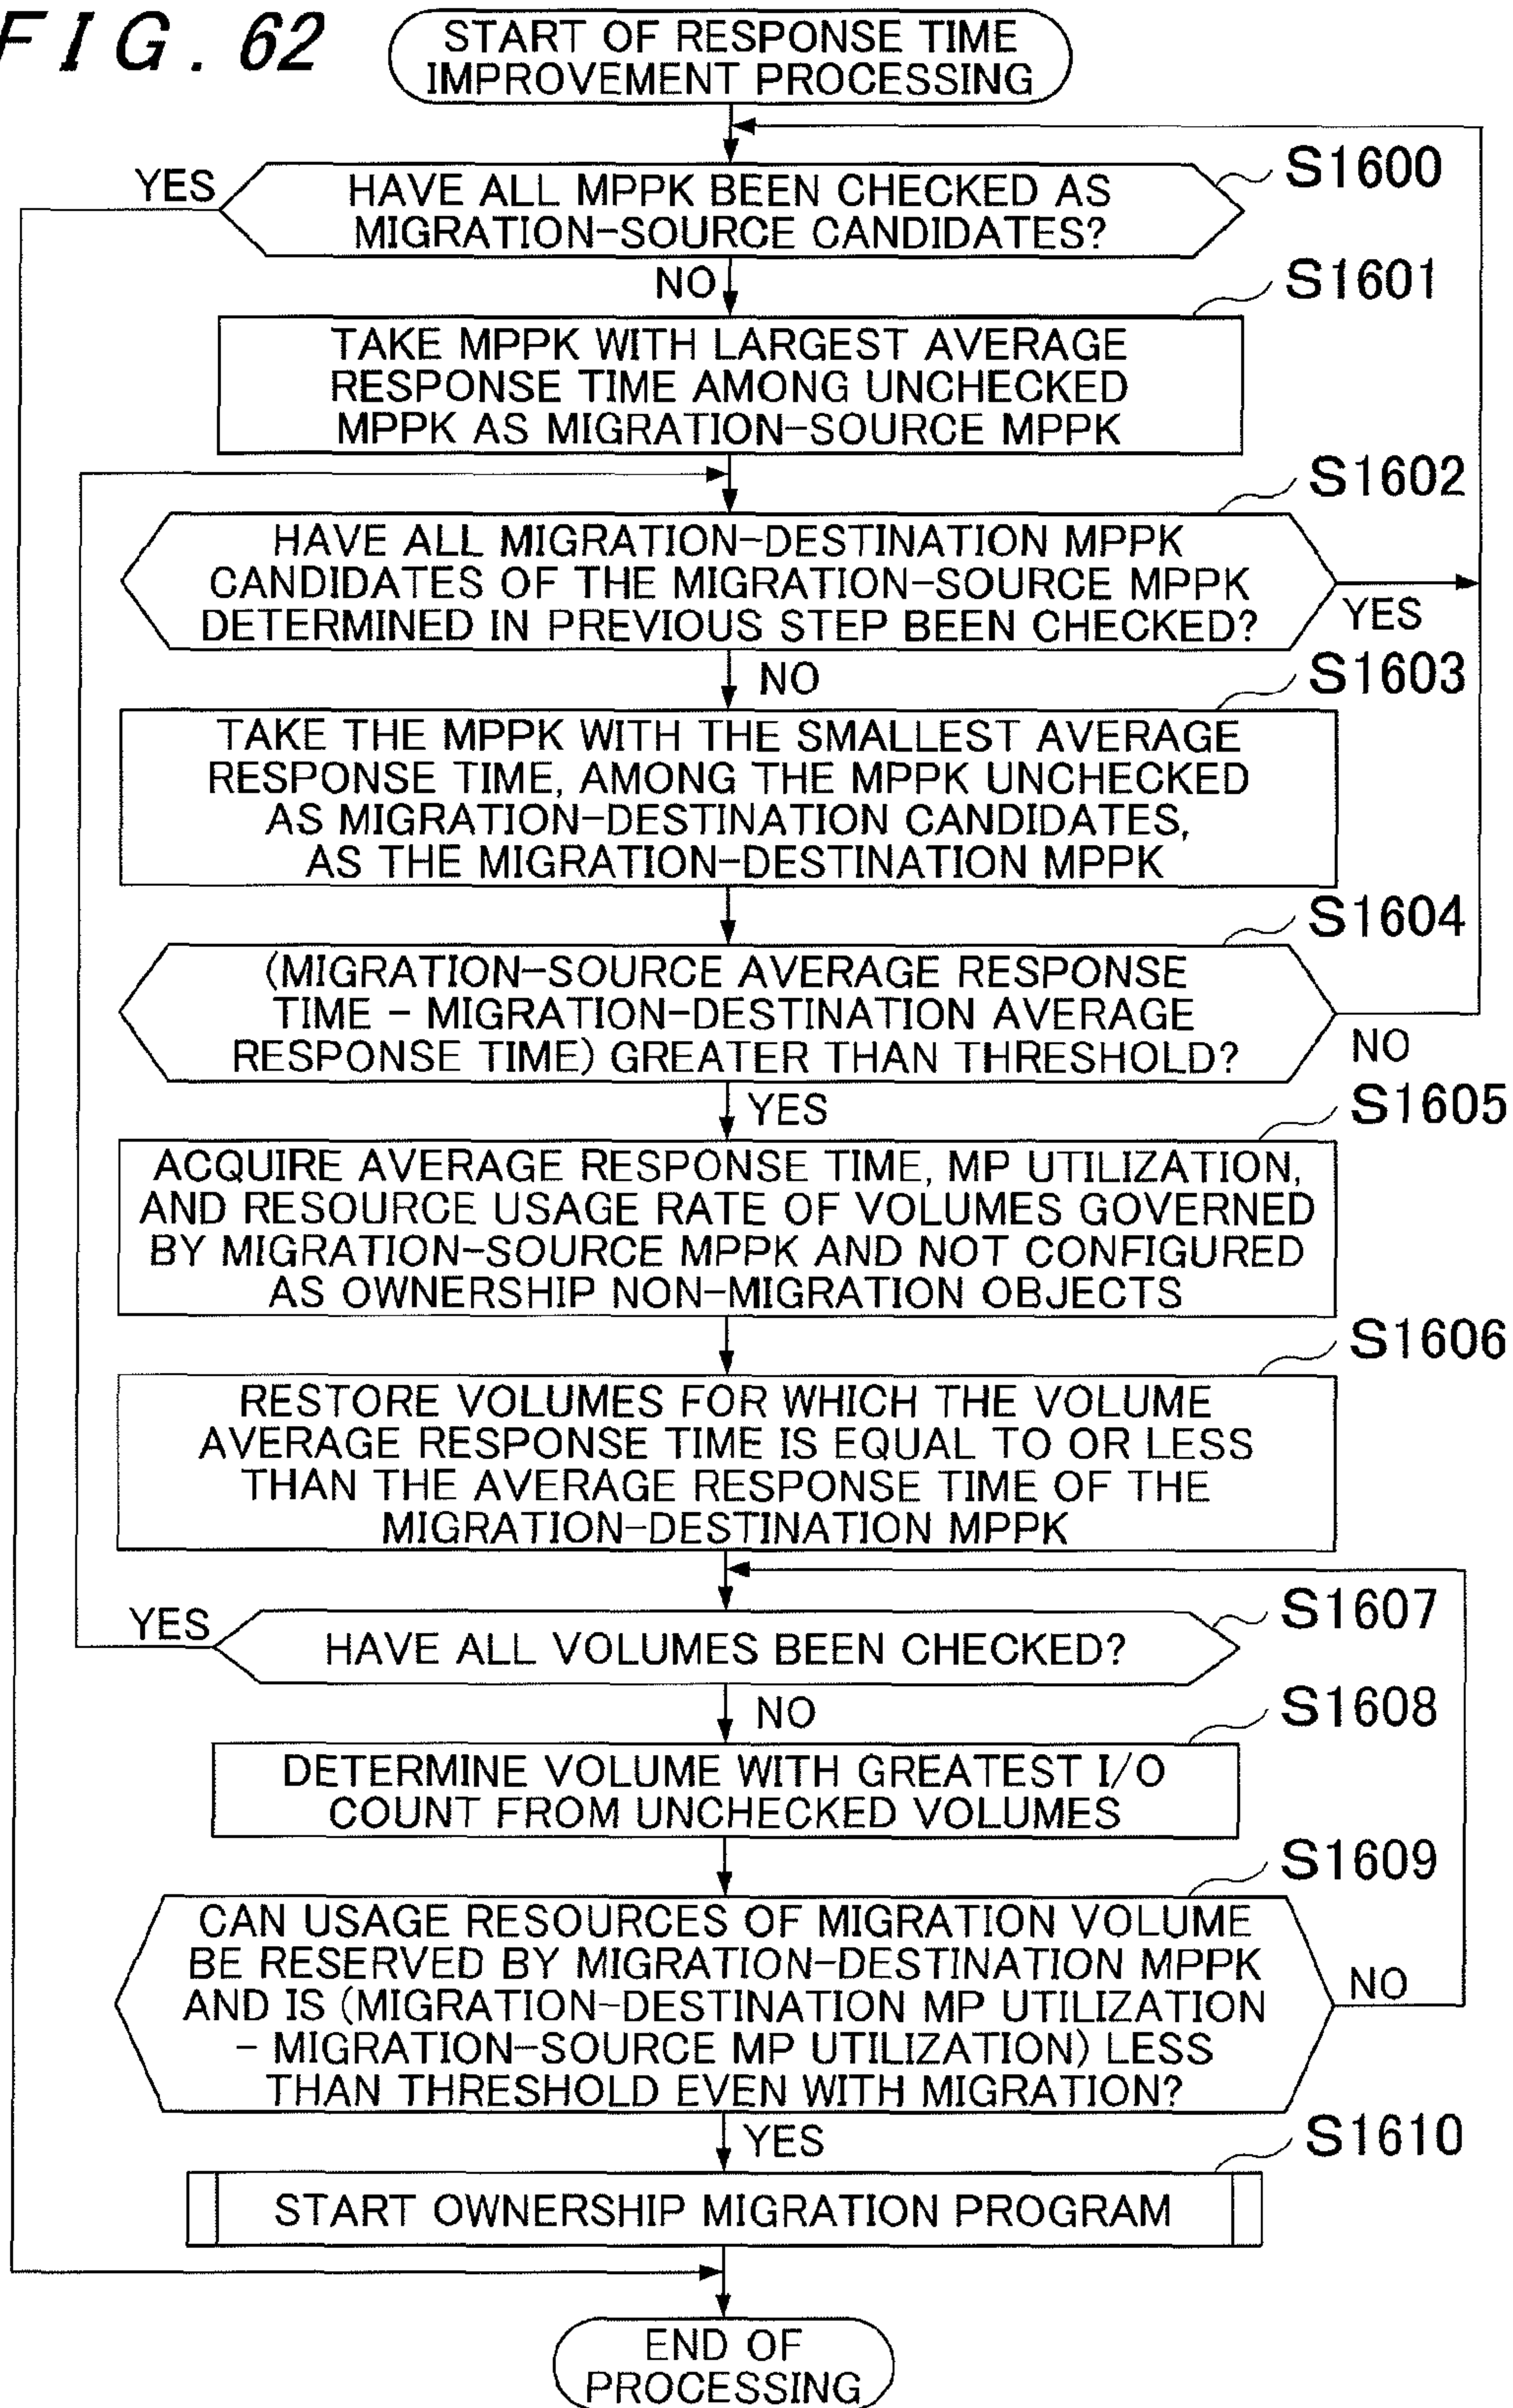 FIG. 62
START OF RESPONSE TIME
IMPROVEMENT PROCESSING
S1600
YES
HAVE ALL MPPK BEEN CHECKED AS
MIGRATION-SOURCE CANDIDATES?
NO
S1601
TAKE MPPK WITH LARGEST AVERAGE
RESPONSE TIME AMONG UNCHECKED
MPPK AS MIGRATION-SOURCE MPPK
S1602
HAVE ALL MIGRATION-DESTINATION MPPK
CANDIDATES OF THE MIGRATION-SOURCE MPPK
DETERMINED IN PREVIOUS STEP BEEN CHECKED?
YES
NO
S1603
TAKE THE MPPK WITH THE SMALLEST AVERAGE
RESPONSE TIME, AMONG THE MPPK UNCHECKED
AS MIGRATION-DESTINATION CANDIDATES,
AS THE MIGRATION-DESTINATION MPPK
S1604
(MIGRATION-SOURCE AVERAGE RESPONSE
TIME - MIGRATION-DESTINATION AVERAGE
RESPONSE TIME) GREATER THAN THRESHOLD?
NO
YES
S1605
ACQUIRE AVERAGE RESPONSE TIME, MP UTILIZATION,
AND RESOURCE USAGE RATE OF VOLUMES GOVERNED
BY MIGRATION-SOURCE MPPK AND NOT CONFIGURED
AS OWNERSHIP NON-MIGRATION OBJECTS
S1606
RESTORE VOLUMES FOR WHICH THE VOLUME
AVERAGE RESPONSE TIME IS EQUAL TO OR LESS
THAN THE AVERAGE RESPONSE TIME OF THE
MIGRATION-DESTINATION MPPK
S1607
YES
HAVE ALL VOLUMES BEEN CHECKED?
NO
S1608
DETERMINE VOLUME WITH GREATEST I/O
COUNT FROM UNCHECKED VOLUMES
S1609
CAN USAGE RESOURCES OF MIGRATION VOLUME
BE RESERVED BY MIGRATION-DESTINATION MPPK
AND IS (MIGRATION-DESTINATION MP UTILIZATION
- MIGRATION-SOURCE MP UTILIZATION) LESS
THAN THRESHOLD EVEN WITH MIGRATION?
NO
YES
S1610
START OWNERSHIP MIGRATION PROGRAM
END OF
PROCESSING